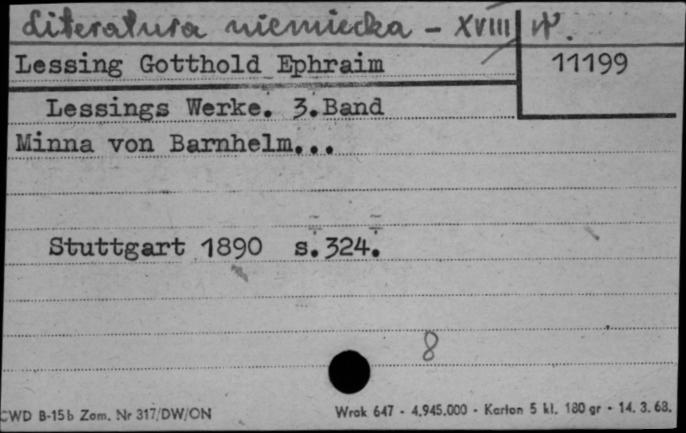 Literatura niemiecka - XVIII W.
Lessing Gotthold Ephraim 11199
Lessings Werke. 3.Band
Minna von Barnhelm...
Stuttgart 1890 s.324.
8
CWD B-15b Zam. Nr 317/DW/ON Wrak 647 - 4.945.000 - Karton 5 kl. 180 gr - 14. 3. 68.